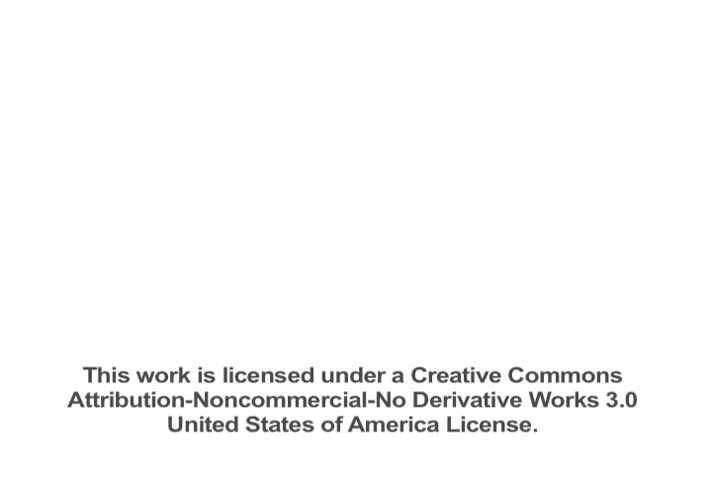 This work is licensed under a Creative Commons
Attribution-Noncommercial-No Derivative Works 3.0
United States of America License.